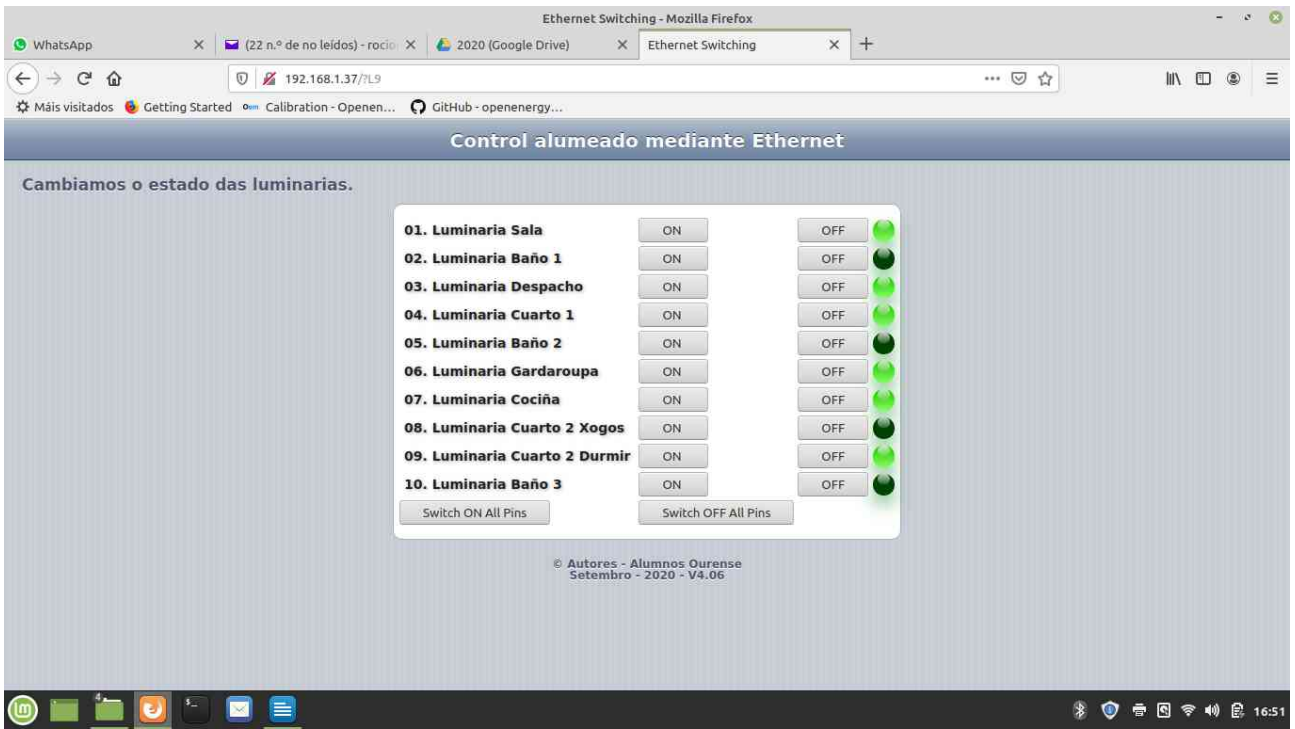 Ethernet Switching - Mozilla Firefox
WhatsApp
(22 n.º de no leídos) - rocio
2020 (Google Drive)
Ethernet Switching
192.168.1.37/?L9
Máis visitados Getting Started Calibration - Openen... GitHub - openenergy...
Control alumeado mediante Ethernet
Cambiamos o estado das luminarias.
01. Luminaria Sala ON OFF
02. Luminaria Baño 1 ON OFF
03. Luminaria Despacho ON OFF
04. Luminaria Cuarto 1 ON OFF
05. Luminaria Baño 2 ON OFF
06. Luminaria Gardaroupa ON OFF
07. Luminaria Cociña ON OFF
08. Luminaria Cuarto 2 Xogos ON OFF
09. Luminaria Cuarto 2 Durmir ON OFF
10. Luminaria Baño 3 ON OFF
Switch ON All Pins Switch OFF All Pins
© Autores - Alumnos Ourense
Setembro - 2020 - V4.06
4
16:51